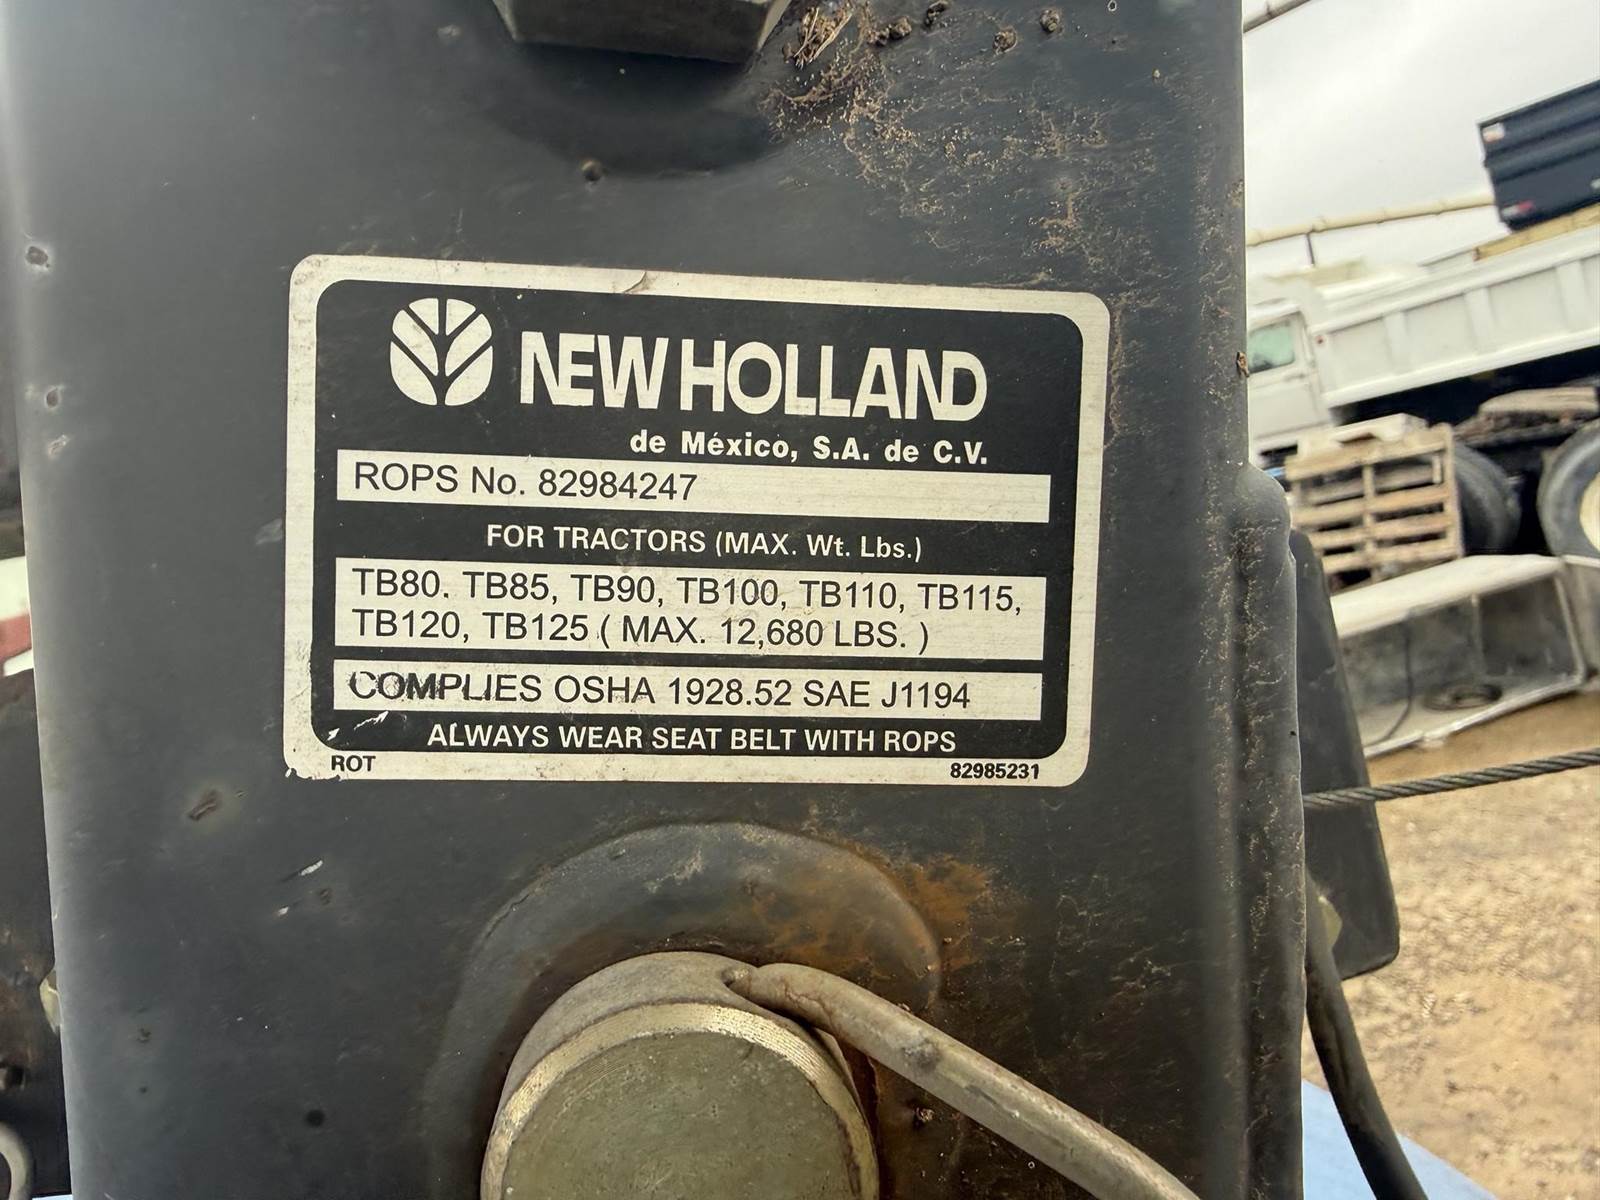 NEW HOLLAND
de México, S.A. de C.V.
ROPS No. 82984247
FOR TRACTORS (MAX. Wt. Lbs.)
TB80. TB85, TB90, TB100, TB110, TB115,
TB120, TB125 ( MAX. 12,680 LBS. )
COMPLIES OSHA 1928.52 SAE J1194
ALWAYS WEAR SEAT BELT WITH ROPS
ROT 82985231